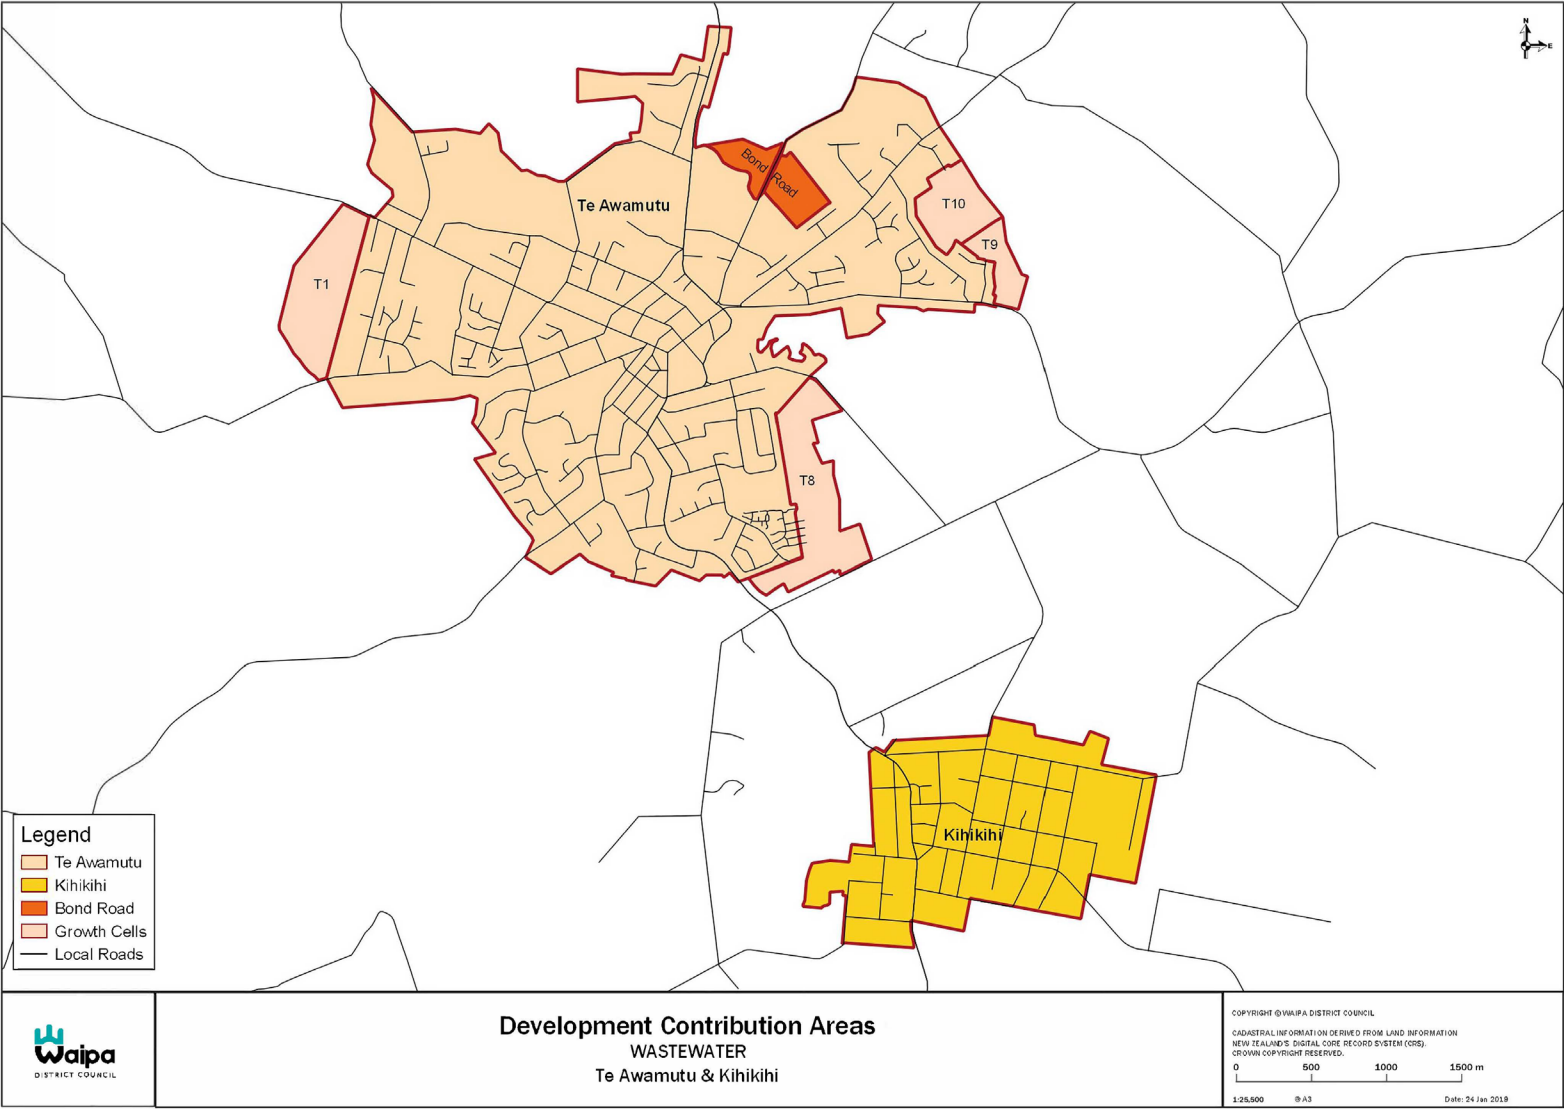 N
E
Bond Road
Te Awamutu
T10
T9
T1
T8
Kihikihi
Legend
Te Awamutu
Kihikihi
Bond Road
Growth Cells
Local Roads
Waipa
DISTRICT COUNCIL
Development Contribution Areas
WASTEWATER
Te Awamutu & Kihikihi
COPYRIGHT © WAIPA DISTRICT COUNCIL
CADASTRAL INFORMATION DERIVED FROM LAND INFORMATION
NEW ZEALAND'S DIGITAL CORE RECORD SYSTEM (CRS).
CROWN COPYRIGHT RESERVED.
0 500 1000 1500 m
1:25,500 @ A3 Date: 24 Jan 2018